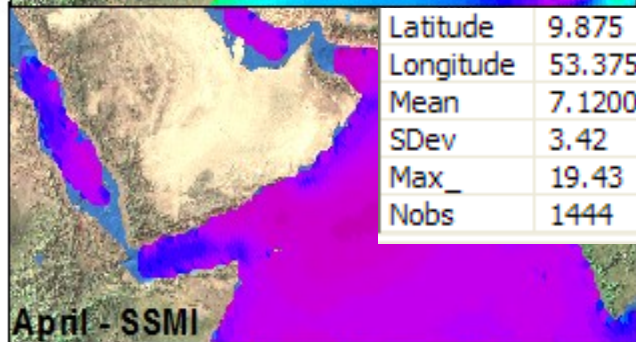 Latitude 9.875
Longitude 53.375
Mean 7.1200
SDev 3.42
Max_ 19.43
Nobs 1444
April - SSMI